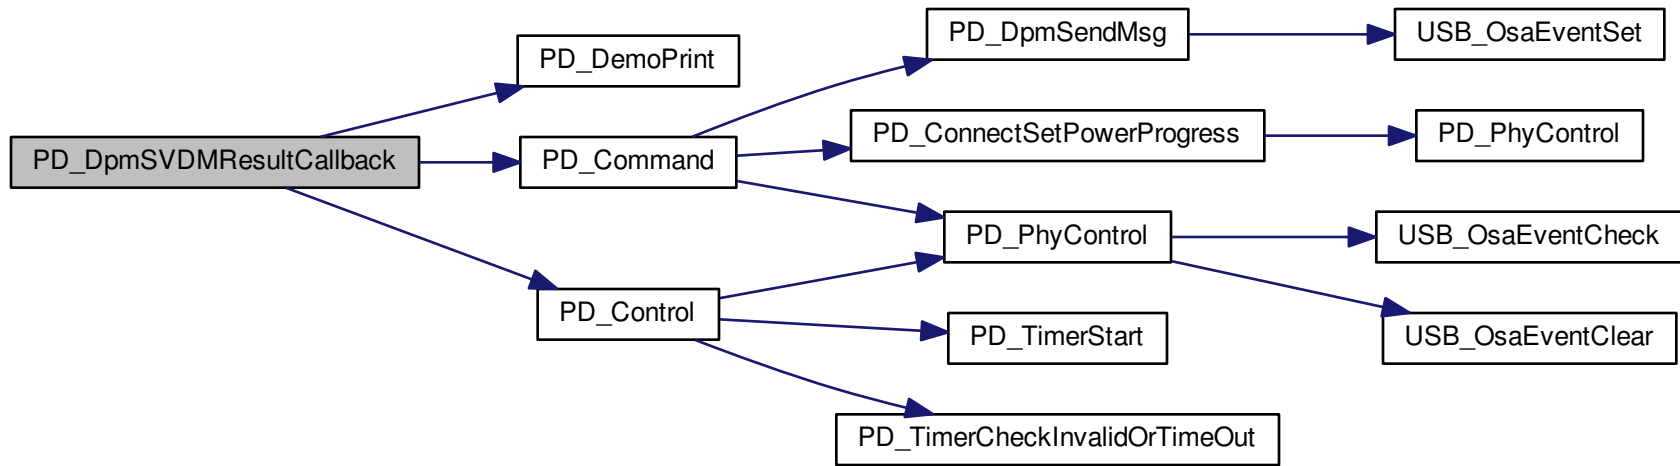 PD_DpmSVDMResultCallback
PD_DemoPrint
PD_Command
PD_Control
PD_DpmSendMsg
PD_ConnectSetPowerProgress
PD_PhyControl
PD_TimerStart
PD_TimerCheckInvalidOrTimeOut
USB_OsaEventSet
PD_PhyControl
USB_OsaEventCheck
USB_OsaEventClear